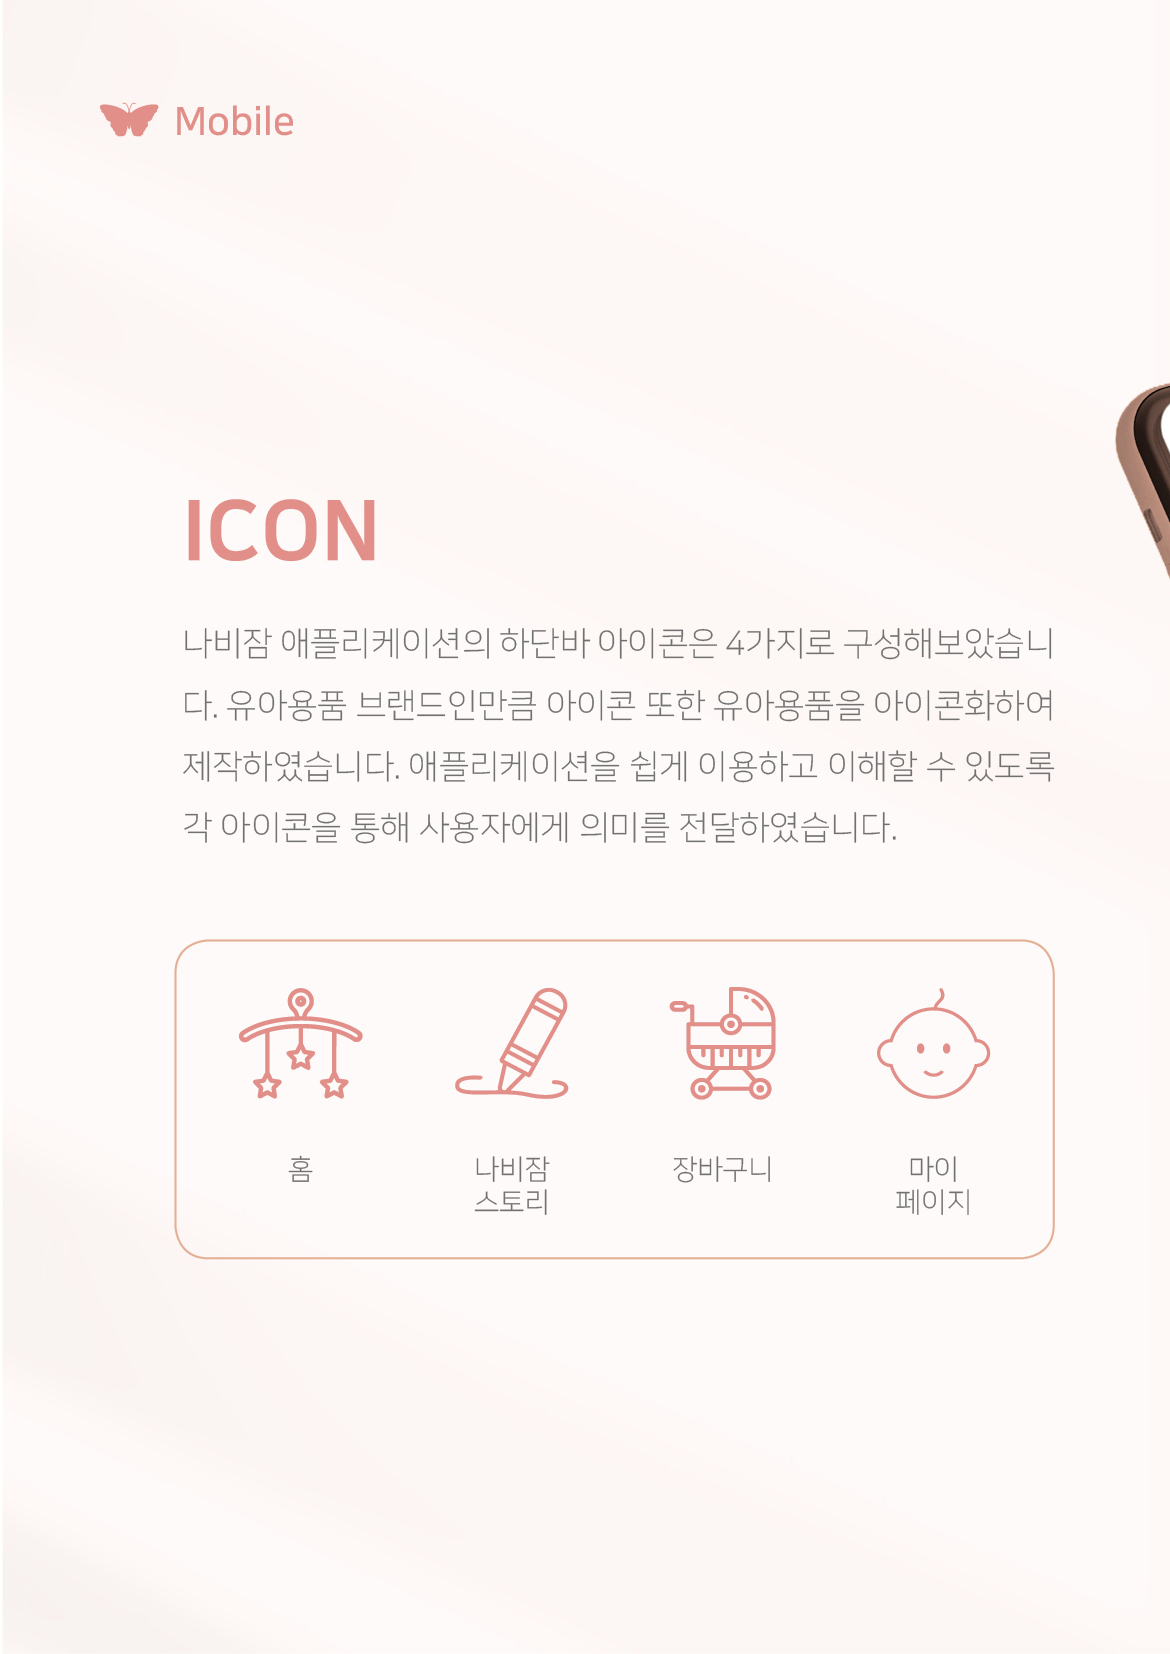 Mobile
ICON
나비잠 애플리케이션의 하단바 아이콘은 4가지로 구성해보았습니
다. 유아용품 브랜드인만큼 아이콘 또한 유아용품을 아이콘화하여
제작하였습니다. 애플리케이션을 쉽게 이용하고 이해할 수 있도록
각 아이콘을 통해 사용자에게 의미를 전달하였습니다.
홈
나비잠
스토리
장바구니
마이
페이지